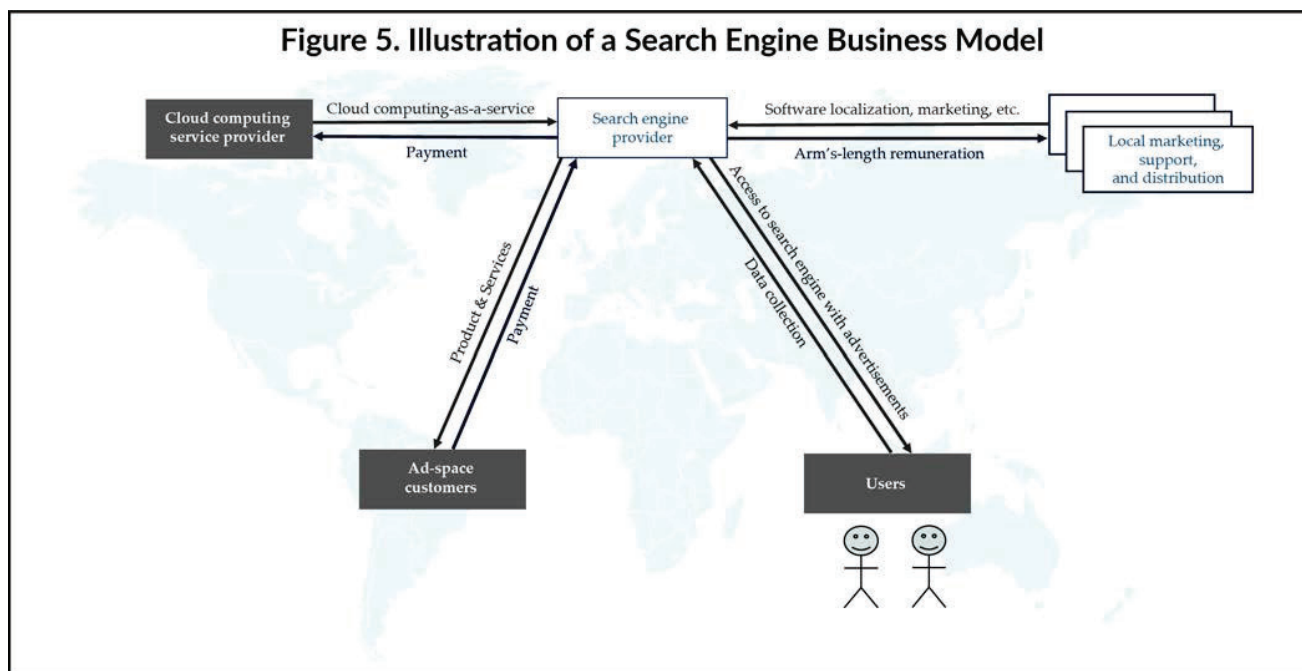 Figure 5. Illustration of a Search Engine Business Model
Cloud computing
service provider
Cloud computing-as-a-service
Payment
Search engine
provider
Software localization, marketing, etc.
Arm's-length remuneration
Local marketing,
support,
and distribution
Product & Services
Payment
Access to search engine with advertisements
Data collection
Ad-space
customers
Users